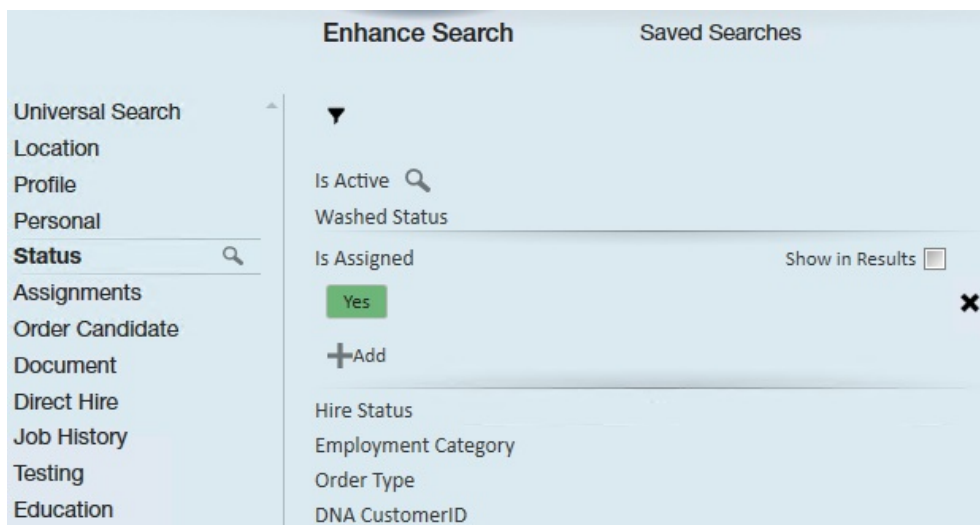 Enhance Search
Saved Searches
Universal Search
Location
Profile
Personal
Status
Assignments
Order Candidate
Document
Direct Hire
Job History
Testing
Education
Is Active
Washed Status
Is Assigned
Show in Results
Yes
Add
Hire Status
Employment Category
Order Type
DNA CustomerID